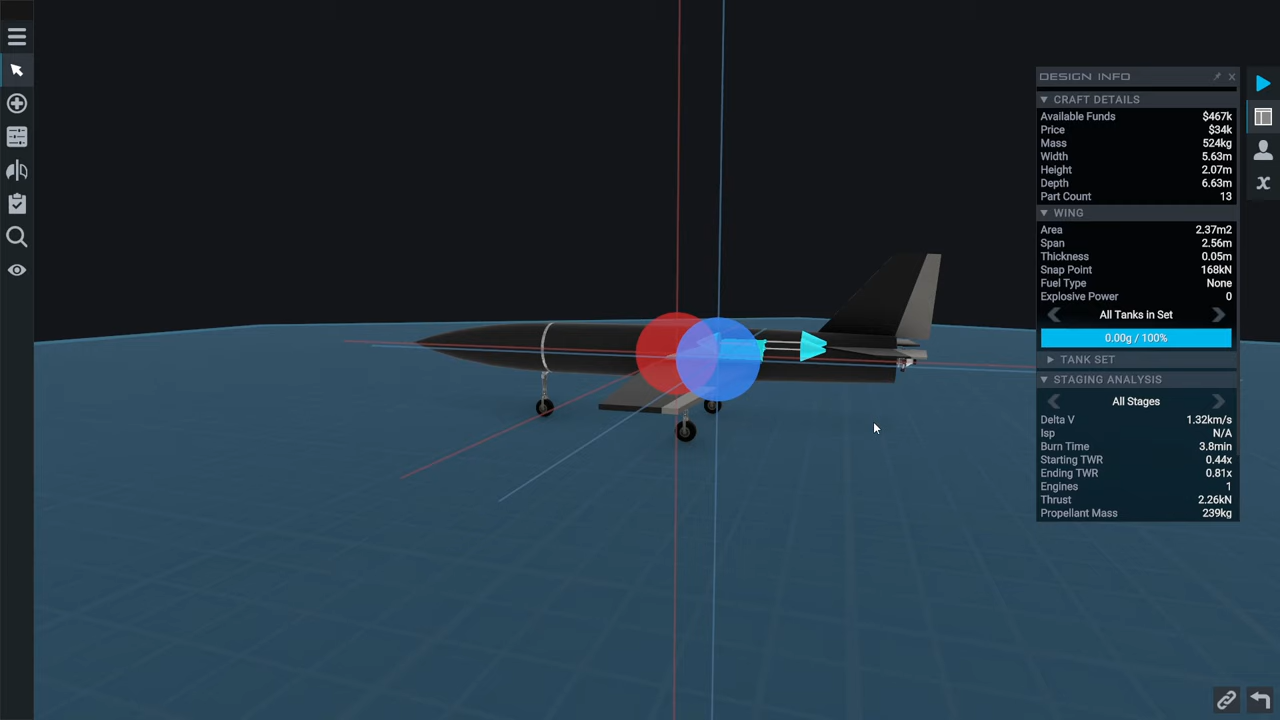 DESIGN INFO
CRAFT DETAILS
Available Funds $467k
Price $34k
Mass 524kg
Width 5.63m
Height 2.07m
Depth 6.63m
Part Count 13
WING
Area 2.37m2
Span 2.56m
Thickness 0.05m
Snap Point 168kN
Fuel Type None
Explosive Power 0
All Tanks in Set
0.00g / 100%
TANK SET
STAGING ANALYSIS
All Stages
Delta V 1.32km/s
Isp N/A
Burn Time 3.8min
Starting TWR 0.44x
Ending TWR 0.81x
Engines 1
Thrust 2.26kN
Propellant Mass 239kg